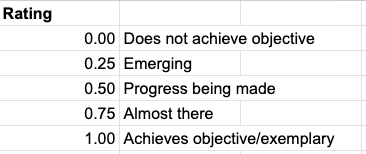 Rating
0.00 Does not achieve objective
0.25 Emerging
0.50 Progress being made
0.75 Almost there
1.00 Achieves objective/exemplary